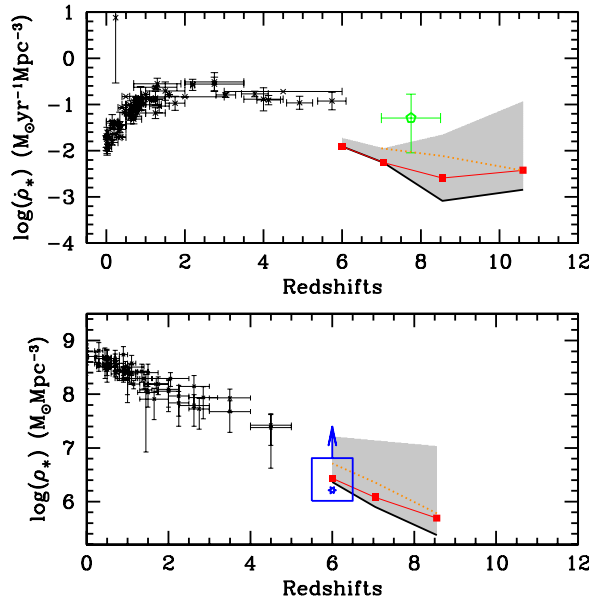 1
0
−1
−2
−3
−4
log(ρ̇*) (M⊙yr⁻¹Mpc⁻³)
0 2 4 6 8 10 12
Redshifts
9
8
7
6
log(ρ*) (M⊙Mpc⁻³)
0 2 4 6 8 10 12
Redshifts